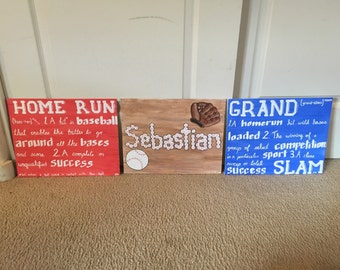 HOME RUN
1.A hit in baseball
that enables the batter to go
around all the bases
and score 2.A complete or
unqualified success
Sebastian
GRAND
1.A homerun hit with bases
loaded 2.The winning of a
group of select competition
in a particular sport 3.A
success SLAM